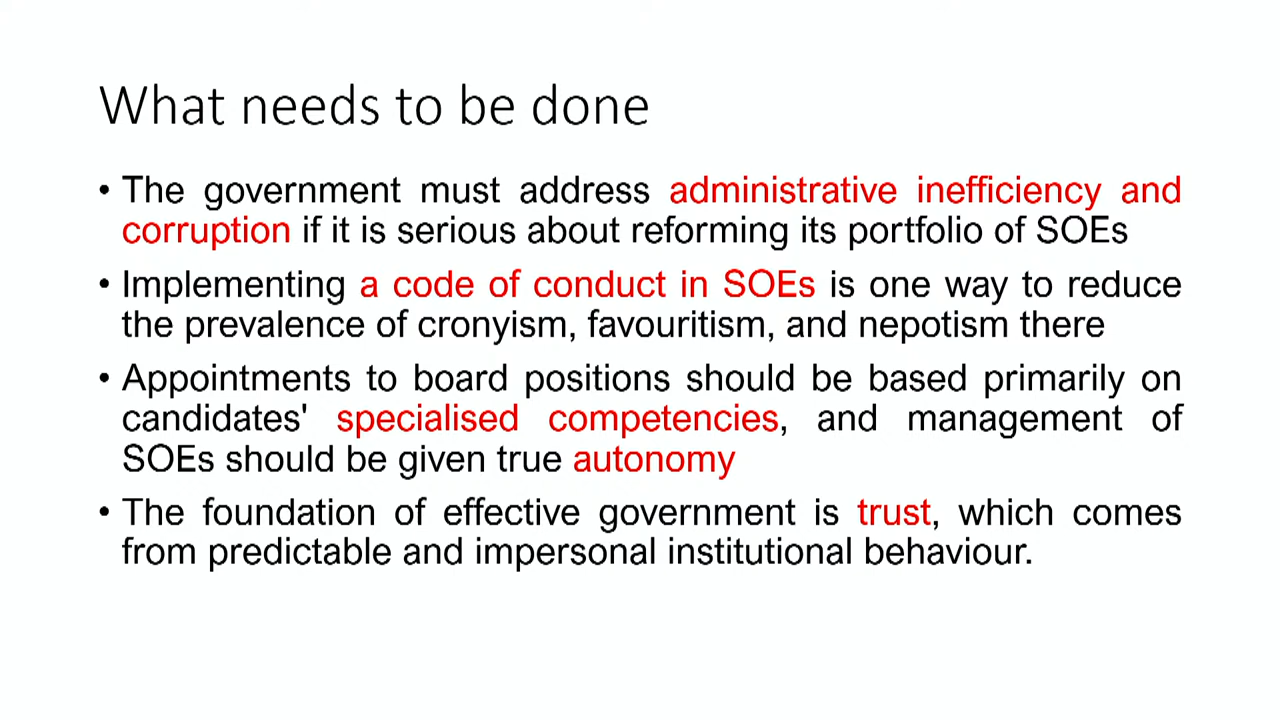 What needs to be done
• The government must address administrative inefficiency and
corruption if it is serious about reforming its portfolio of SOEs
• Implementing a code of conduct in SOEs is one way to reduce
the prevalence of cronyism, favouritism, and nepotism there
• Appointments to board positions should be based primarily on
candidates' specialised competencies, and management of
SOEs should be given true autonomy
• The foundation of effective government is trust, which comes
from predictable and impersonal institutional behaviour.